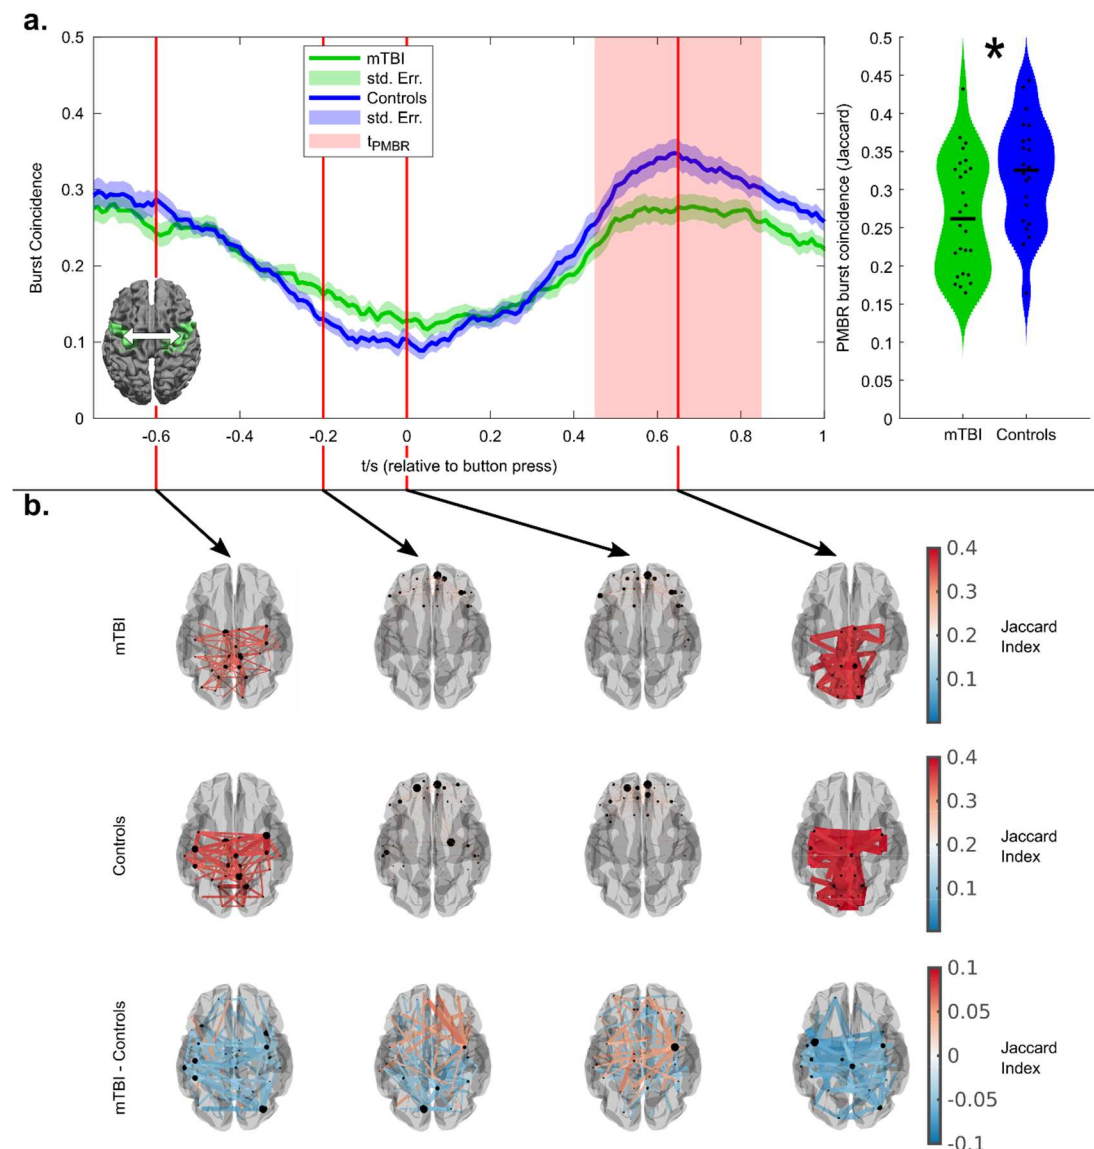 a.
0.5
0.4
0.3
0.2
0.1
0
Burst Coincidence
mTBI
std. Err.
Controls
std. Err.
tPMBR
-0.6
-0.4
-0.2
0
0.2
0.4
0.6
0.8
1
t/s (relative to button press)
*
0.5
0.45
0.4
0.35
0.3
0.25
0.2
0.15
0.1
0.05
0
PMBR burst coincidence (Jaccard)
mTBI
Controls
b.
mTBI
0.4
0.3
0.2
0.1
Jaccard
Index
Controls
0.4
0.3
0.2
0.1
Jaccard
Index
mTBI - Controls
0.1
0.05
0
-0.05
-0.1
Jaccard
Index